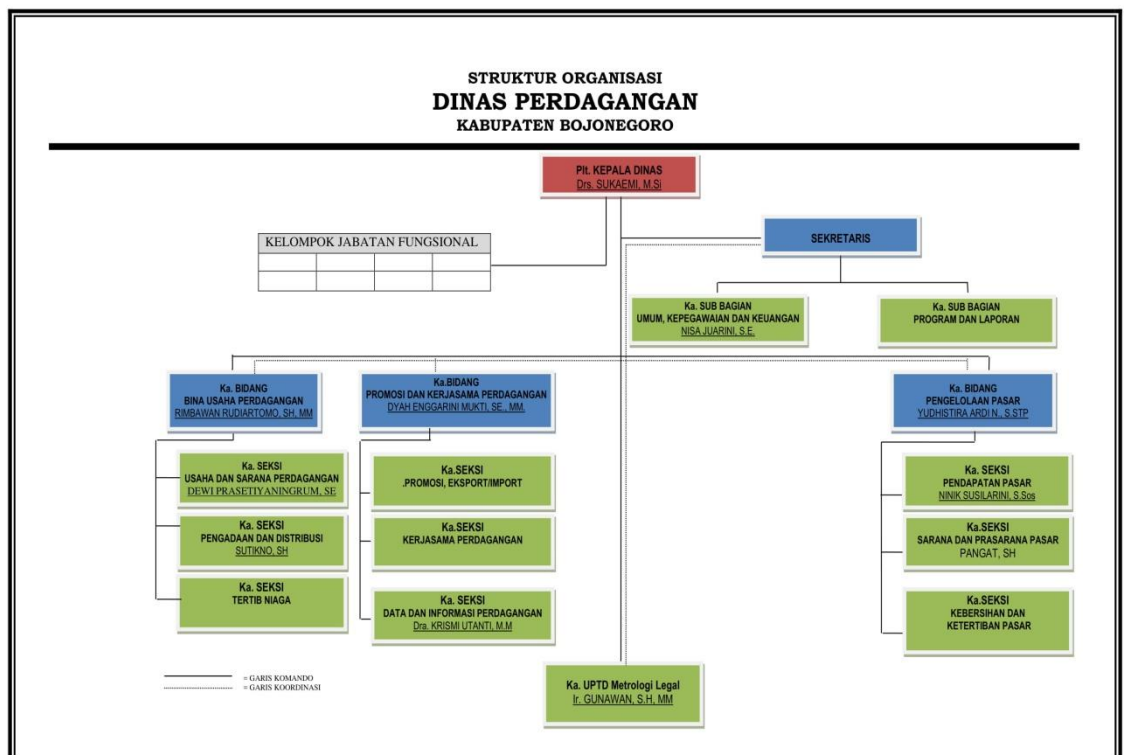 STRUKTUR ORGANISASI
DINAS PERDAGANGAN
KABUPATEN BOJONEGORO
Plt. KEPALA DINAS
Drs. SUKAEMI, M.Si
KELOMPOK JABATAN FUNGSIONAL
SEKRETARIS
Ka. SUB BAGIAN
UMUM, KEPEGAWAIAN DAN KEUANGAN
NISA JUARINI, S.E.
Ka. SUB BAGIAN
PROGRAM DAN LAPORAN
Ka. BIDANG
BINA USAHA PERDAGANGAN
RIMBAWAN RUDIARTOMO, SH, MM
Ka.BIDANG
PROMOSI DAN KERJASAMA PERDAGANGAN
DYAH ENGGARINI MUKTI, SE., MM.
Ka. BIDANG
PENGELOLAAN PASAR
YUDHISTIRA ARDI N., S.STP
Ka. SEKSI
USAHA DAN SARANA PERDAGANGAN
DEWI PRASETIYANINGRUM, SE
Ka. SEKSI
PENGADAAN DAN DISTRIBUSI
SUTIKNO, SH
Ka. SEKSI
TERTIB NIAGA
Ka.SEKSI
.PROMOSI, EKSPORT/IMPORT
Ka.SEKSI
KERJASAMA PERDAGANGAN
Ka. SEKSI
DATA DAN INFORMASI PERDAGANGAN
Dra. KRISMI UTANTI, M.M
Ka. SEKSI
PENDAPATAN PASAR
NINIK SUSILARINI, S.Sos
Ka.SEKSI
SARANA DAN PRASARANA PASAR
PANGAT, SH
Ka.SEKSI
KEBERSIHAN DAN
KETERTIBAN PASAR
Ka. UPTD Metrologi Legal
Ir. GUNAWAN, S.H, MM
= GARIS KOMANDO
= GARIS KOORDINASI